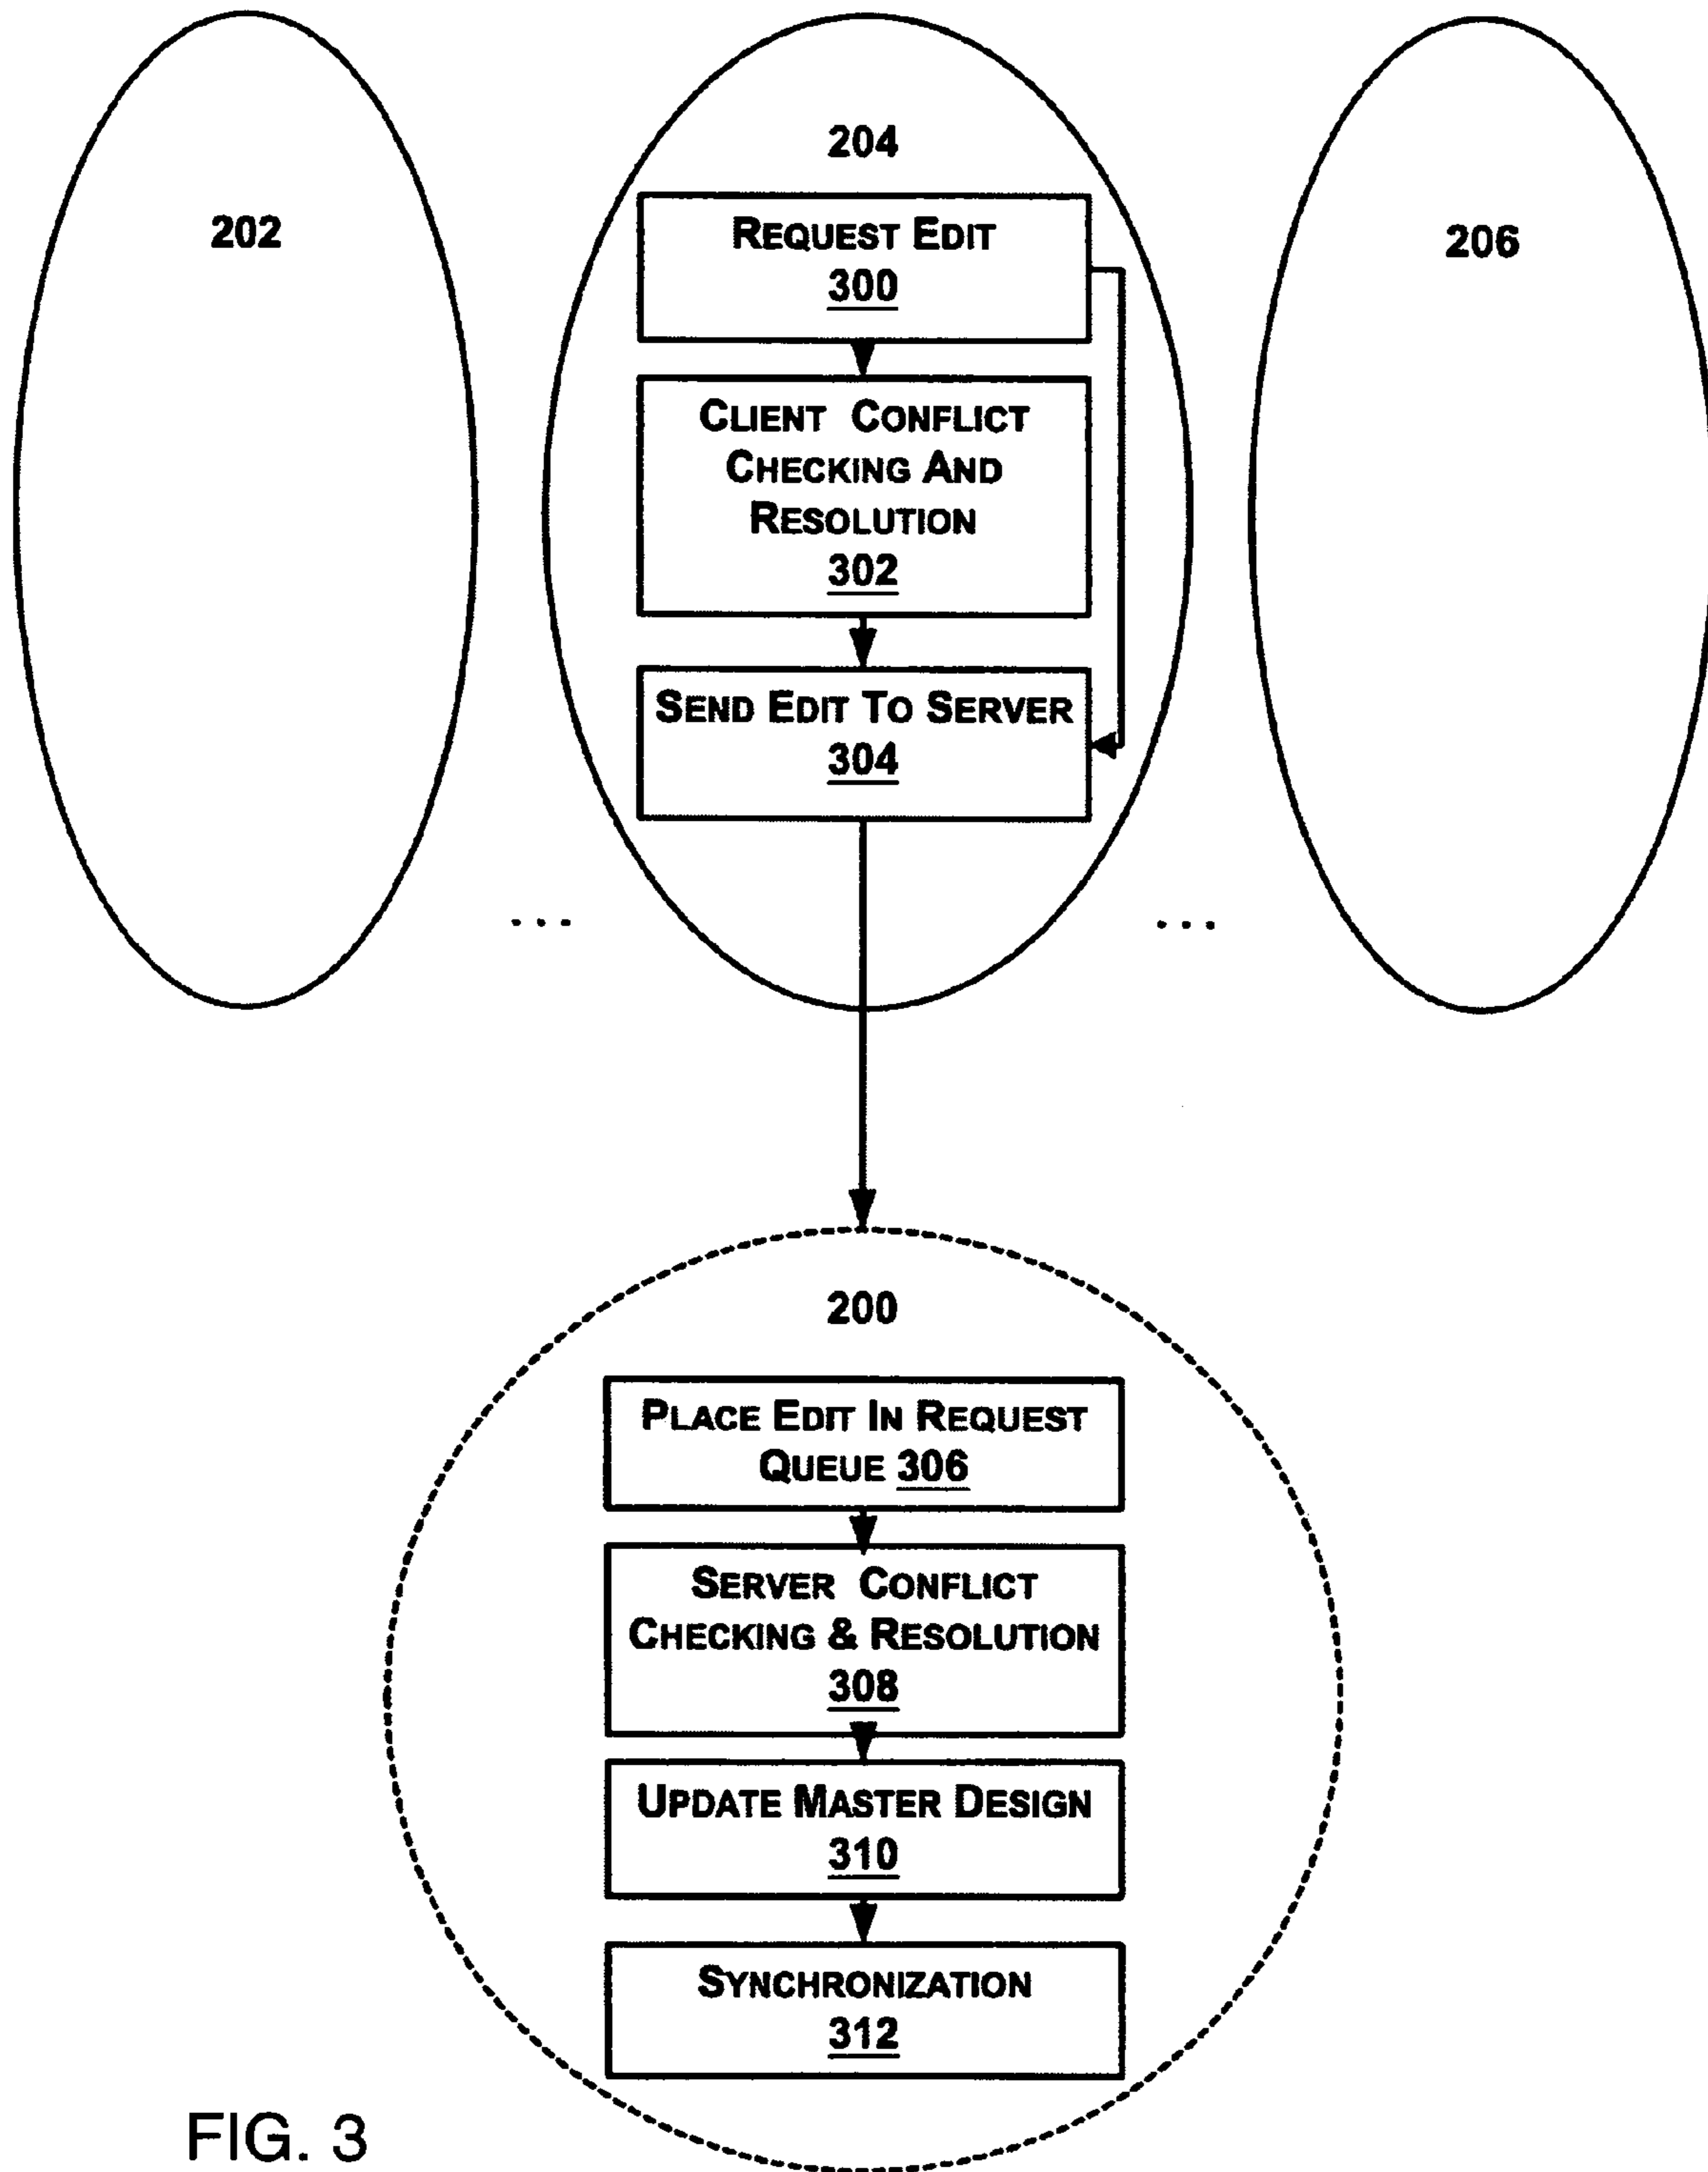 204
202
206
REQUEST EDIT
300
CLIENT CONFLICT
CHECKING AND
RESOLUTION
302
SEND EDIT TO SERVER
304
...
...
200
PLACE EDIT IN REQUEST
QUEUE 306
SERVER CONFLICT
CHECKING & RESOLUTION
308
UPDATE MASTER DESIGN
310
SYNCHRONIZATION
312
FIG. 3